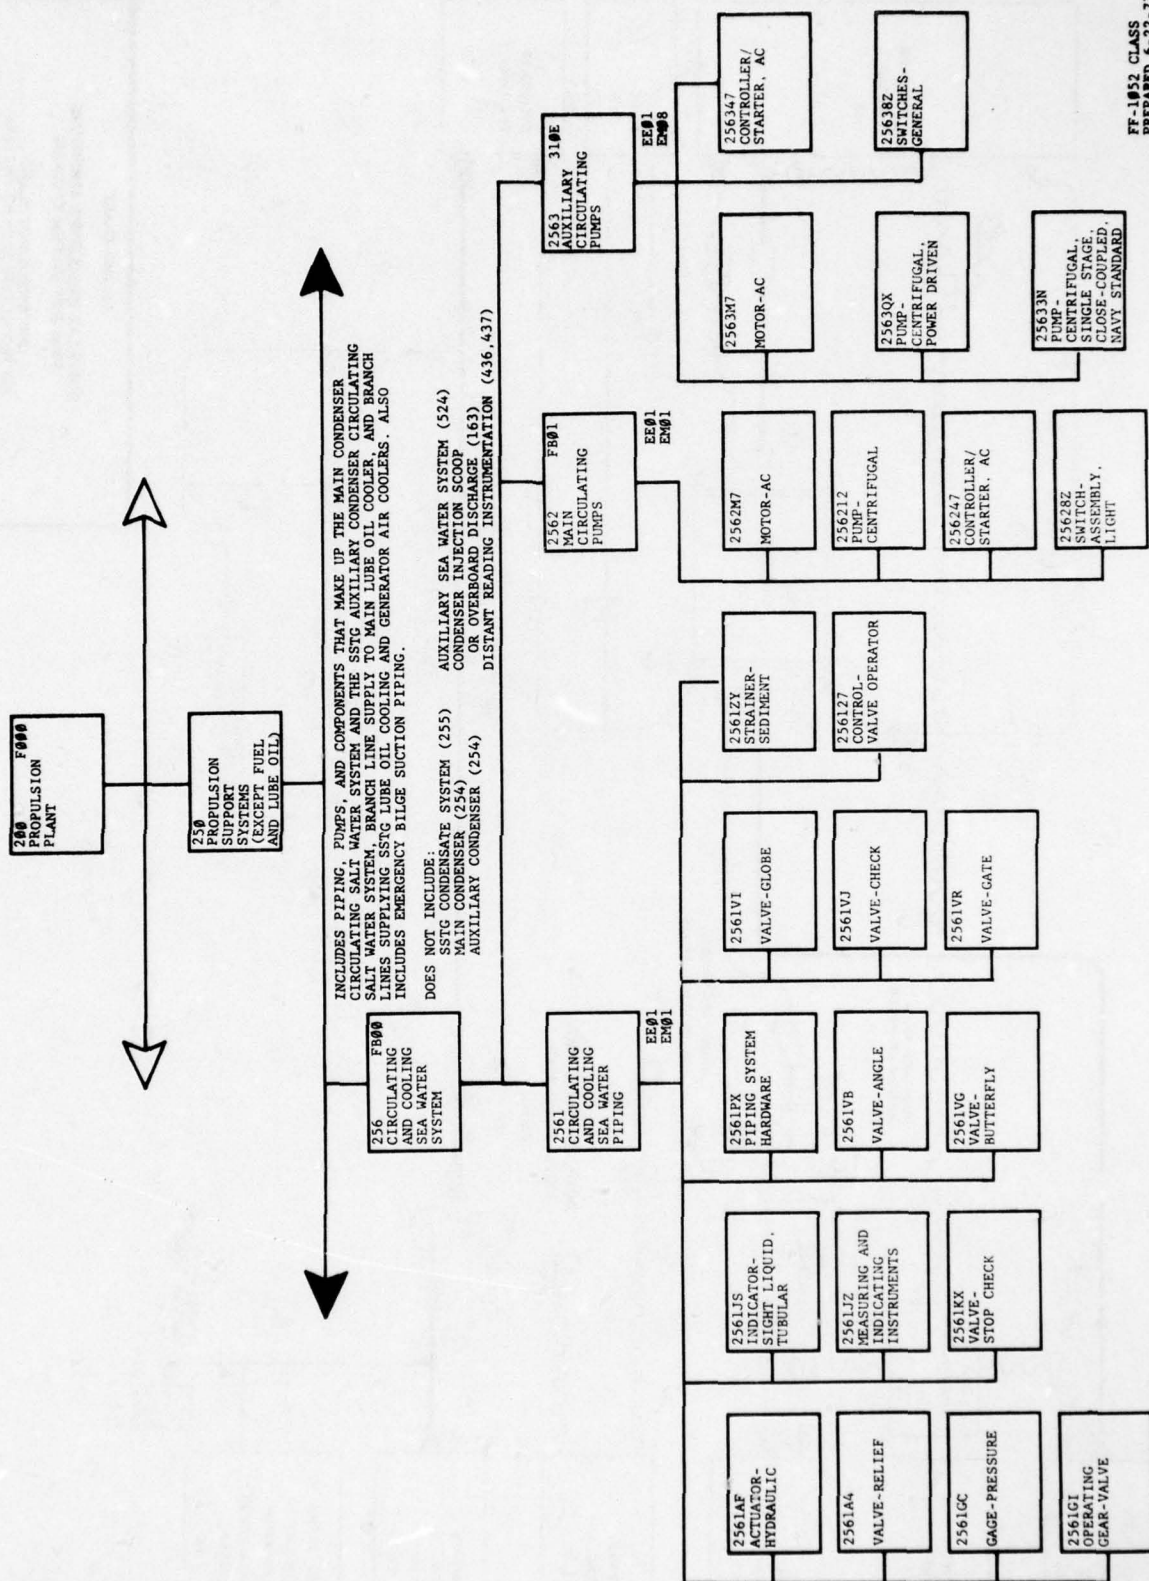 200 F000
PROPULSION
PLANT
250
PROPULSION
SUPPORT
SYSTEMS
(EXCEPT FUEL
AND LUBE OIL)
INCLUDES PIPING, PUMPS, AND COMPONENTS THAT MAKE UP THE MAIN CONDENSER
CIRCULATING SALT WATER SYSTEM AND THE SSTG AUXILIARY CONDENSER CIRCULATING
SALT WATER SYSTEM, BRANCH LINE SUPPLY TO MAIN LUBE OIL COOLER, AND BRANCH
LINES SUPPLYING SSTG LUBE OIL COOLING AND GENERATOR AIR COOLERS. ALSO
INCLUDES EMERGENCY BILGE SUCTION PIPING.
DOES NOT INCLUDE:
SSTG CONDENSATE SYSTEM (255)
MAIN CONDENSER (254)
AUXILIARY CONDENSER (254)
AUXILIARY SEA WATER SYSTEM (524)
CONDENSER INJECTION SCOOP
OR OVERBOARD DISCHARGE (163)
DISTANT READING INSTRUMENTATION (436,437)
256 FB00
CIRCULATING
AND COOLING
SEA WATER
SYSTEM
2561
CIRCULATING
AND COOLING
SEA WATER
PIPING
EE01
EM01
2562 FB01
MAIN
CIRCULATING
PUMPS
EE01
EM01
2563 310E
AUXILIARY
CIRCULATING
PUMPS
EE01
EM08
2561AF
ACTUATOR-
HYDRAULIC
2561A4
VALVE-RELIEF
2561GC
GAGE-PRESSURE
2561GI
OPERATING
GEAR-VALVE
2561JS
INDICATOR-
SIGHT LIQUID,
TUBULAR
2561JZ
MEASURING AND
INDICATING
INSTRUMENTS
2561KX
VALVE-
STOP CHECK
2561PX
PIPING SYSTEM
HARDWARE
2561VB
VALVE-ANGLE
2561VG
VALVE-
BUTTERFLY
2561VI
VALVE-GLOBE
2561VJ
VALVE-CHECK
2561VR
VALVE-GATE
2561ZY
STRAINER-
SEDIMENT
256127
CONTROL-
VALVE OPERATOR
2562M7
MOTOR-AC
256212
PUMP-
CENTRIFUGAL
256247
CONTROLLER/
STARTER, AC
25628Z
SWITCH-
ASSEMBLY,
LIGHT
2563M7
MOTOR-AC
2563QX
PUMP-
CENTRIFUGAL,
POWER DRIVEN
25633N
PUMP-
CENTRIFUGAL,
SINGLE STAGE,
CLOSE-COUPLED,
NAVY STANDARD
256347
CONTROLLER/
STARTER, AC
25638Z
SWITCHES-
GENERAL
FF-1052 CLASS
PREPARED